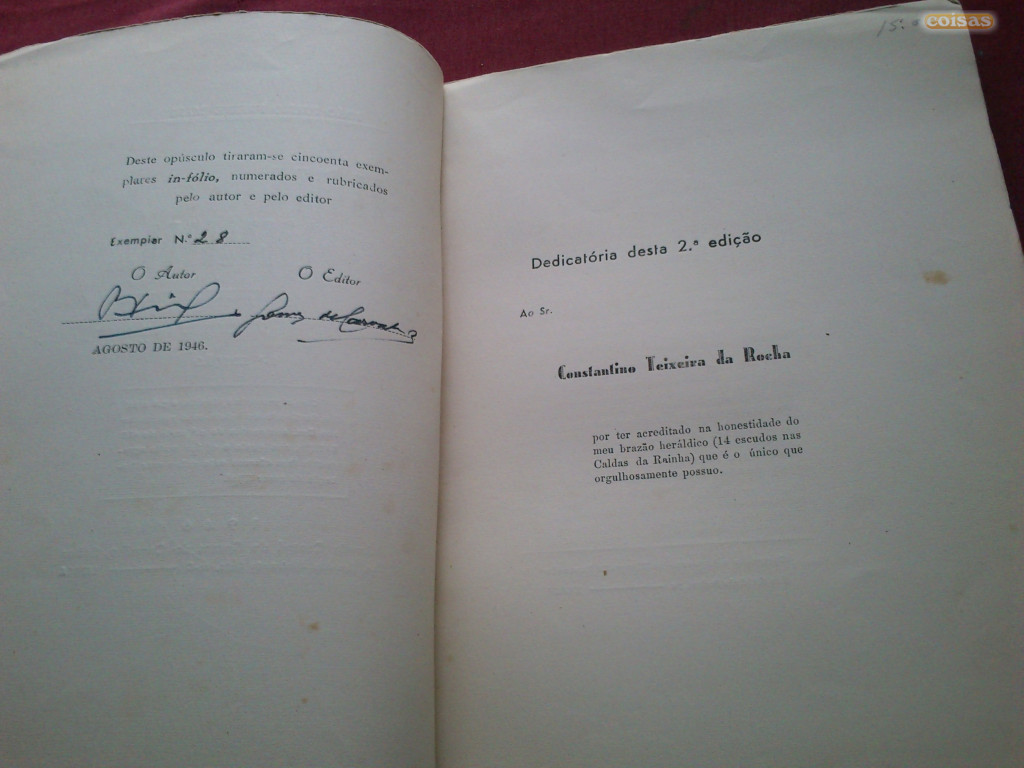 Deste opúsculo tiraram-se cincoenta exem-
plares in-fólio, numerados e rubricados
pelo autor e pelo editor
Exemplar N.º 28
O Autor
O Editor
AGOSTO DE 1946.
coisas
Dedicatória desta 2.ª edição
Ao Sr.
Constantino Teixeira da Rocha
por ter acreditado na honestidade do
meu brazão heráldico (14 escudos nas
Caldas da Rainha) que é o único que
orgulhosamente possuo.